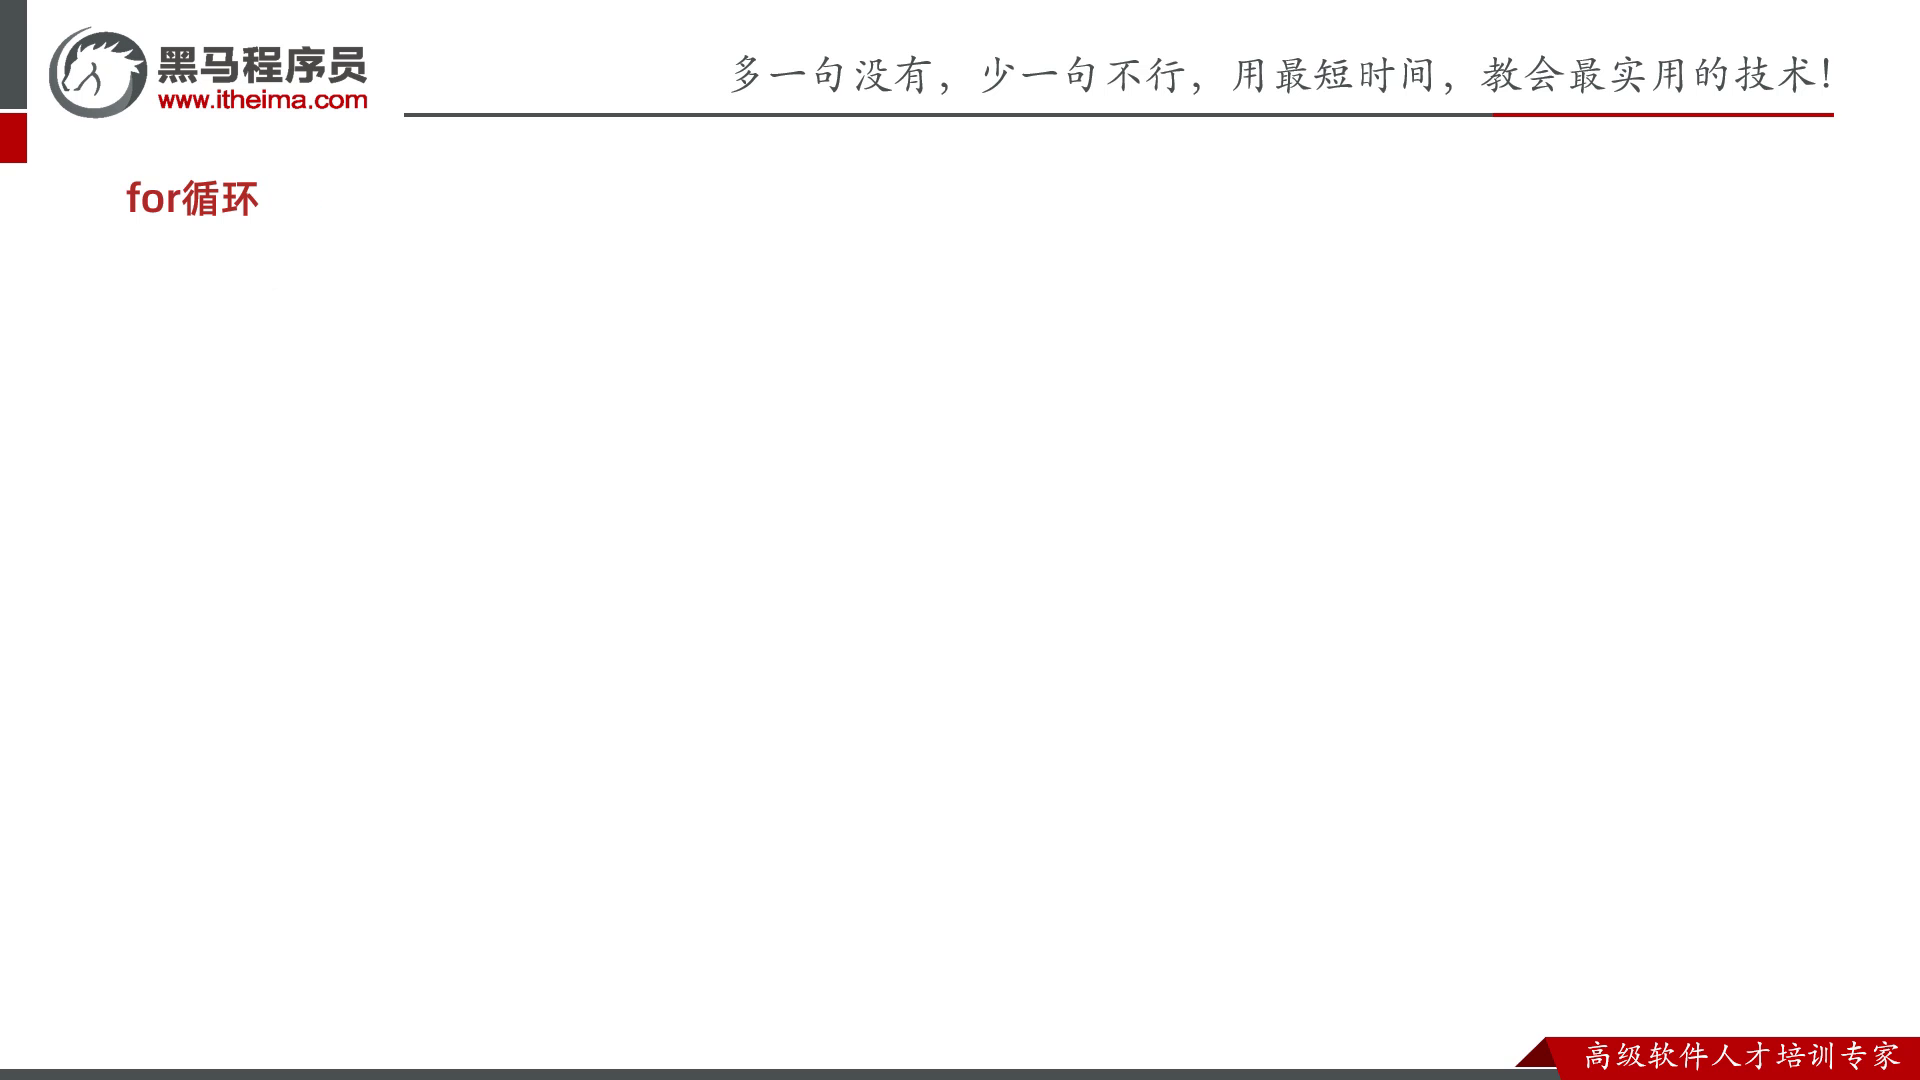 黑马程序员
www.itheima.com
多一句没有，少一句不行，用最短时间，教会最实用的技术！
for循环
高级软件人才培训专家